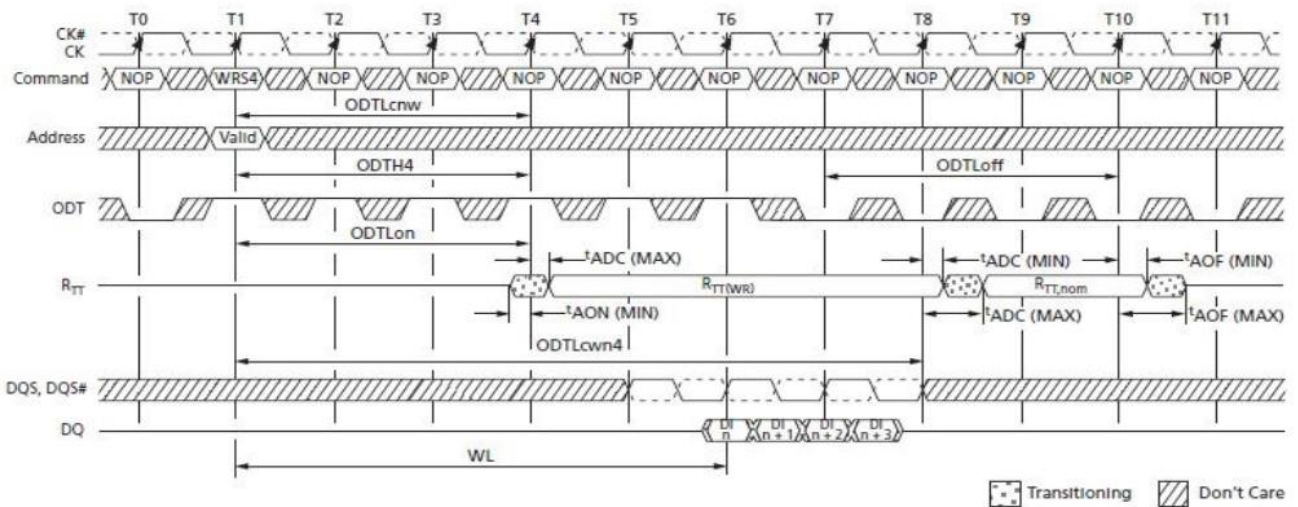 T0 T1 T2 T3 T4 T5 T6 T7 T8 T9 T10 T11
CK#
CK
Command NOP WRS4 NOP NOP NOP NOP NOP NOP NOP NOP NOP NOP
ODTLcnw
Address Valid
ODTH4 ODTLoff
ODT
ODTLon
tADC (MAX) tADC (MIN) tAOF (MIN)
RTT RTT(WR) RTT,nom
tAON (MIN) tADC (MAX) tAOF (MAX)
ODTLcwn4
DQS, DQS#
DQ DI n DI n + 1 DI n + 2 DI n + 3
WL
Transitioning Don't Care